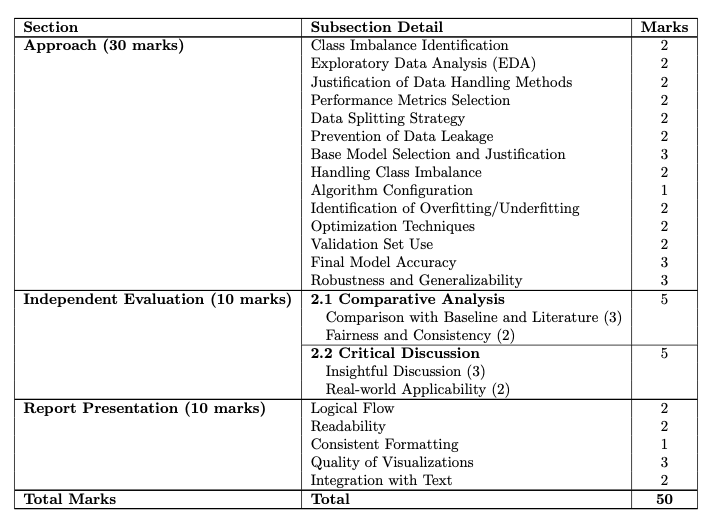 Section Subsection Detail Marks
Approach (30 marks) Class Imbalance Identification 2
Exploratory Data Analysis (EDA) 2
Justification of Data Handling Methods 2
Performance Metrics Selection 2
Data Splitting Strategy 2
Prevention of Data Leakage 2
Base Model Selection and Justification 3
Handling Class Imbalance 2
Algorithm Configuration 1
Identification of Overfitting/Underfitting 2
Optimization Techniques 2
Validation Set Use 2
Final Model Accuracy 3
Robustness and Generalizability 3
Independent Evaluation (10 marks) 2.1 Comparative Analysis 5
Comparison with Baseline and Literature (3)
Fairness and Consistency (2)
2.2 Critical Discussion 5
Insightful Discussion (3)
Real-world Applicability (2)
Report Presentation (10 marks) Logical Flow 2
Readability 2
Consistent Formatting 1
Quality of Visualizations 3
Integration with Text 2
Total Marks Total 50